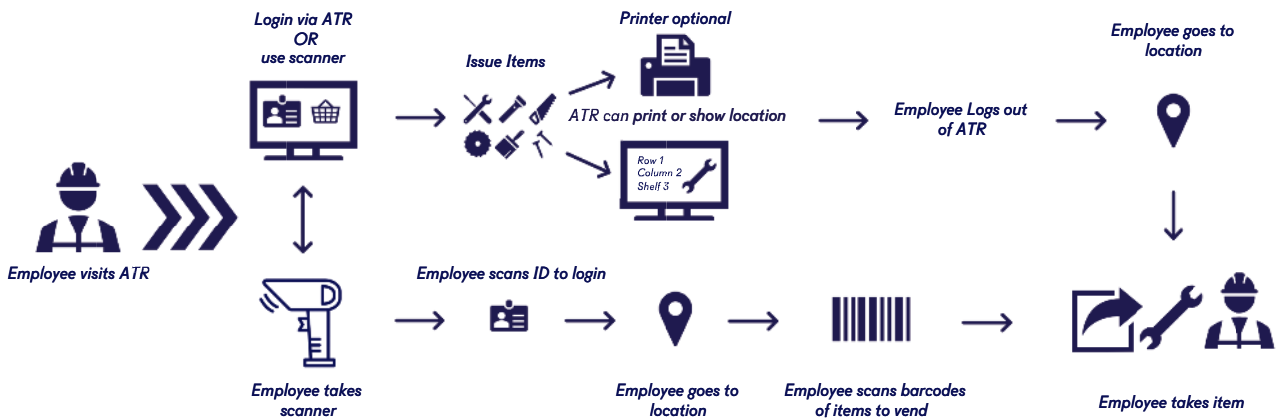 Login via ATR
OR
use scanner
Issue Items
Printer optional
ATR can print or show location
Row 1
Column 2
Shelf 3
Employee Logs out
of ATR
Employee goes to
location
Employee visits ATR
Employee takes
scanner
Employee scans ID to login
Employee goes to
location
Employee scans barcodes
of items to vend
Employee takes item